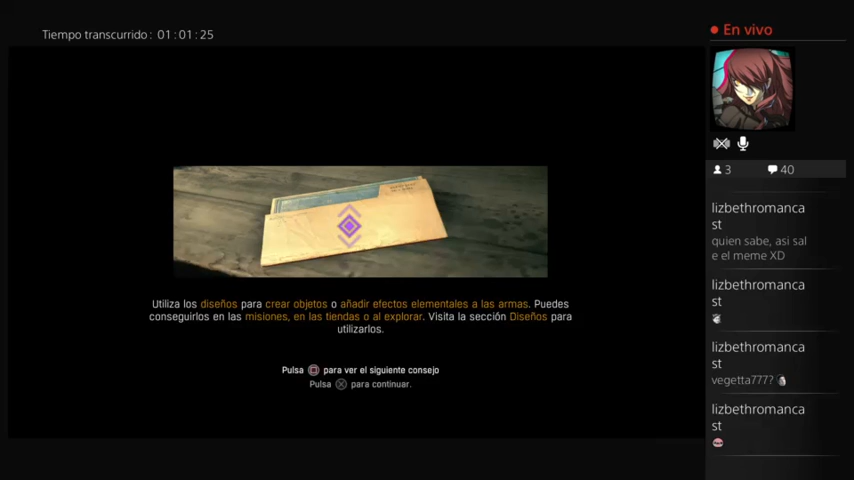 Tiempo transcurrido: 01:01:25
En vivo
3
40
lizbethromanca
st
quien sabe, asi sal
e el meme XD
lizbethromanca
st
lizbethromanca
st
vegetta777?
lizbethromanca
st
Utiliza los diseños para crear objetos o añadir efectos elementales a las armas. Puedes
conseguirlos en las misiones, en las tiendas o al explorar. Visita la sección Diseños para
utilizarlos.
Pulsa para ver el siguiente consejo
Pulsa para continuar.